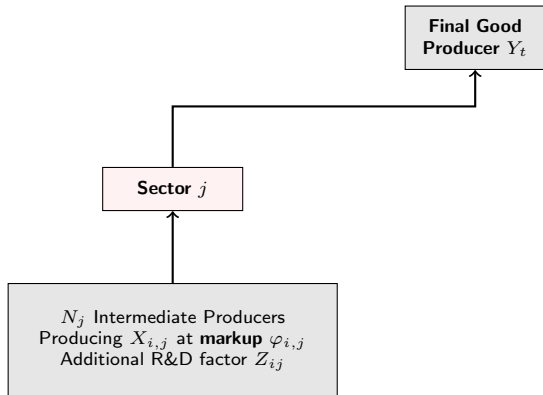 Final Good
Producer Y_t
Sector j
N_j Intermediate Producers
Producing X_{i,j} at markup φ_{i,j}
Additional R&D factor Z_{ij}